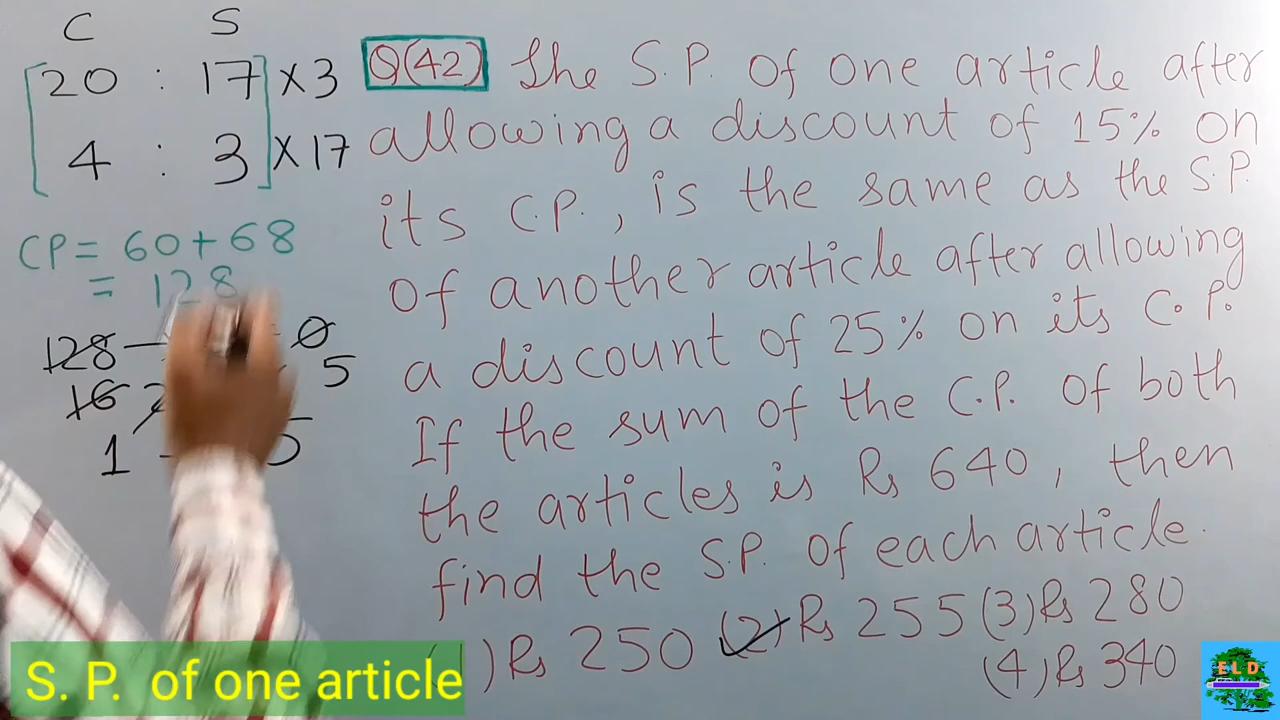 C S
20 : 17 ×3
4 : 3 ×17
CP = 60+68
= 128
128 — 0
16 5
1 5
Q(42) The S.P. of one article after
allowing a discount of 15% on
its C.P., is the same as the S.P.
of another article after allowing
a discount of 25% on its C.P.
If the sum of the C.P. of both
the articles is Rs 640, then
find the S.P. of each article.
) Rs 250 (2) Rs 255 (3) Rs 280
(4) Rs 340
S. P. of one article
ELD